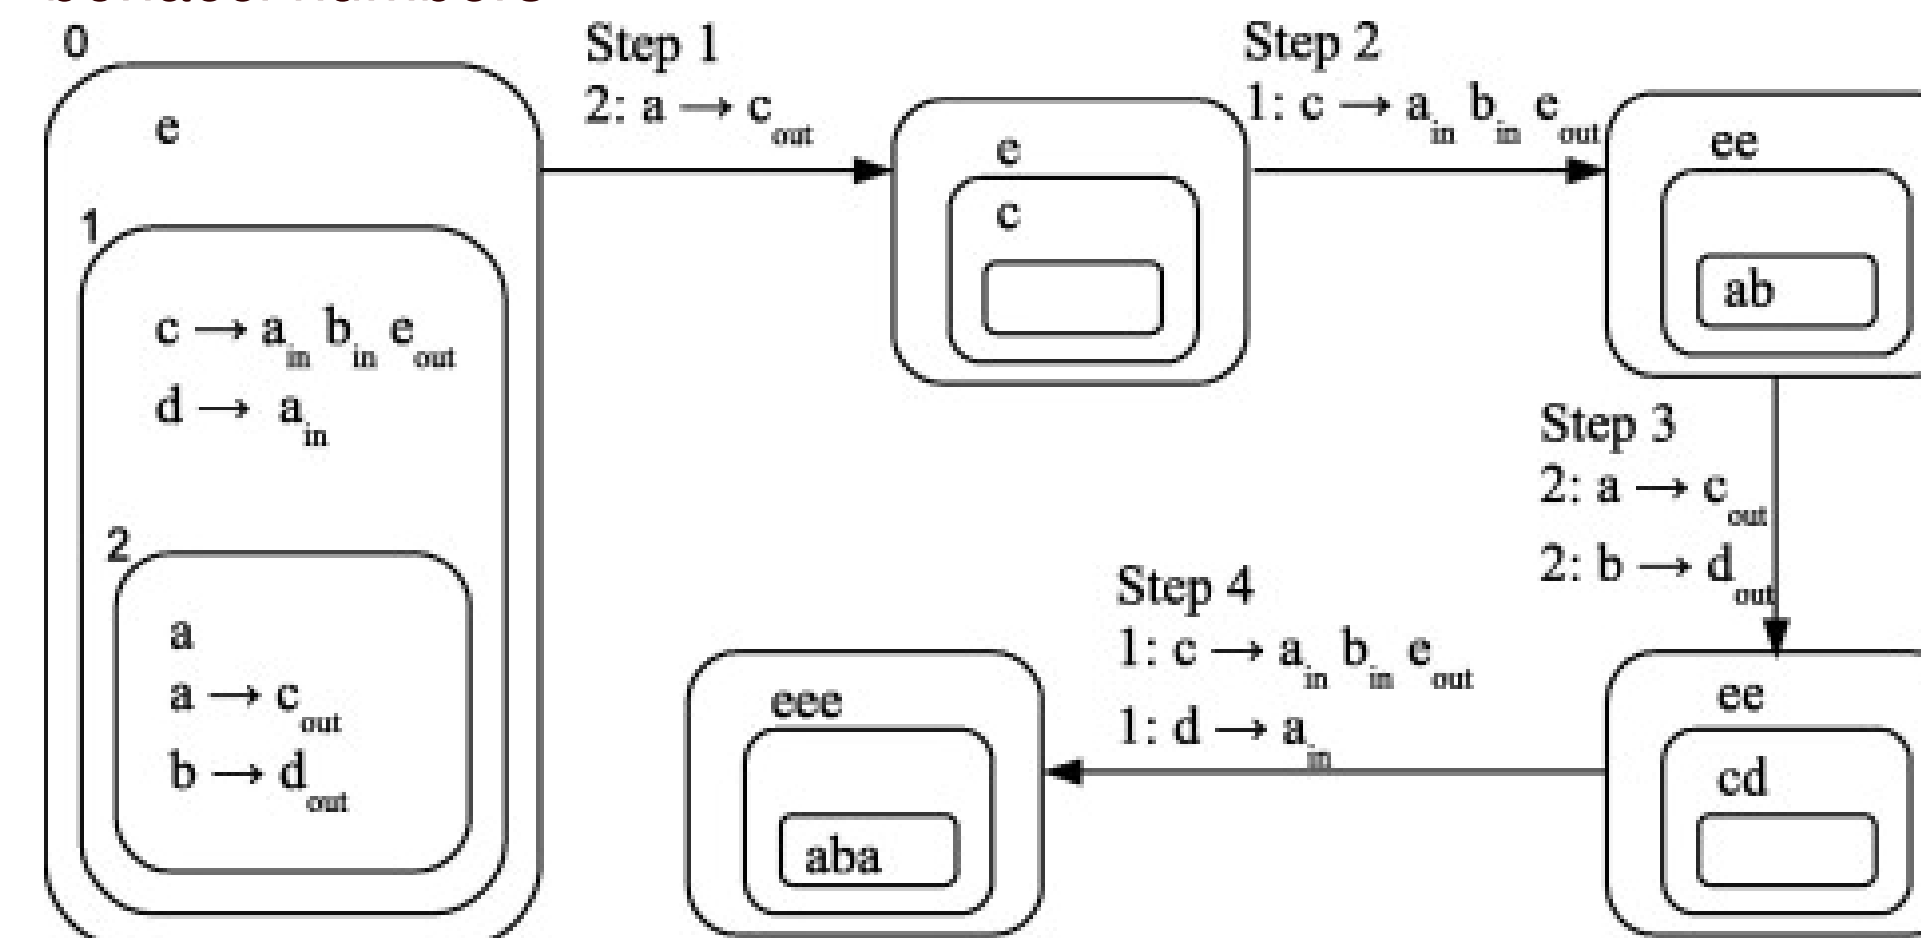 0
e
1
c → a_in b_in e_out
d → a_in
2
a
a → c_out
b → d_out
Step 1
2: a → c_out
e
c
Step 2
1: c → a_in b_in e_out
ee
ab
Step 3
2: a → c_out
2: b → d_out
ee
cd
Step 4
1: c → a_in b_in e_out
1: d → a_in
eee
aba